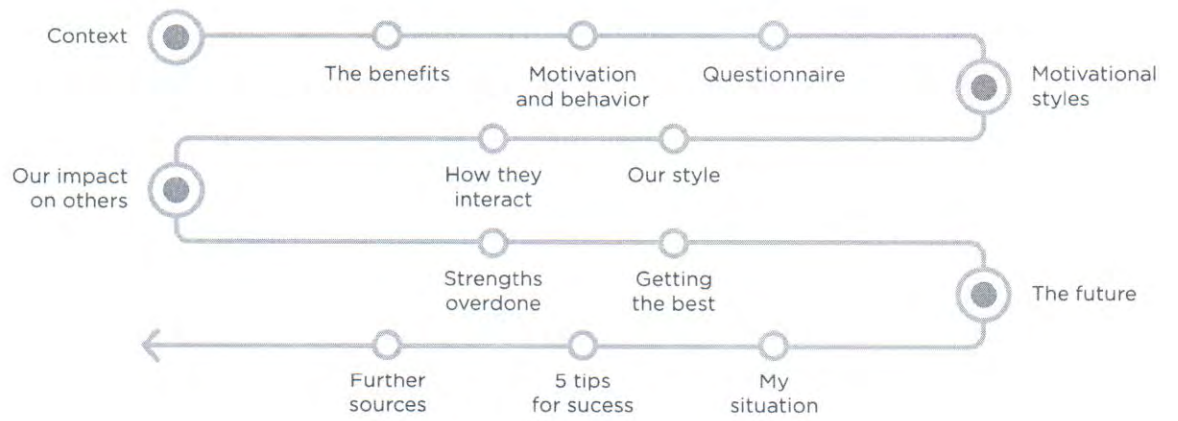 Context
The benefits
Motivation
and behavior
Questionnaire
Motivational
styles
Our style
How they
interact
Our impact
on others
Strengths
overdone
Getting
the best
The future
My
situation
5 tips
for sucess
Further
sources